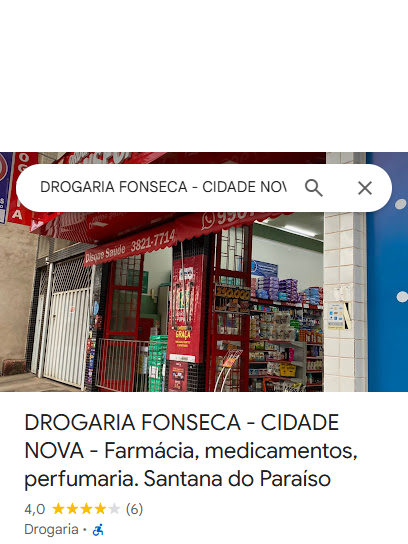 DROGARIA FONSECA - CIDADE NOV
Disque Saúde 3821-7714
GRAÇA
DROGARIA FONSECA - CIDADE
NOVA - Farmácia, medicamentos,
perfumaria. Santana do Paraíso
4,0 (6)
Drogaria ·